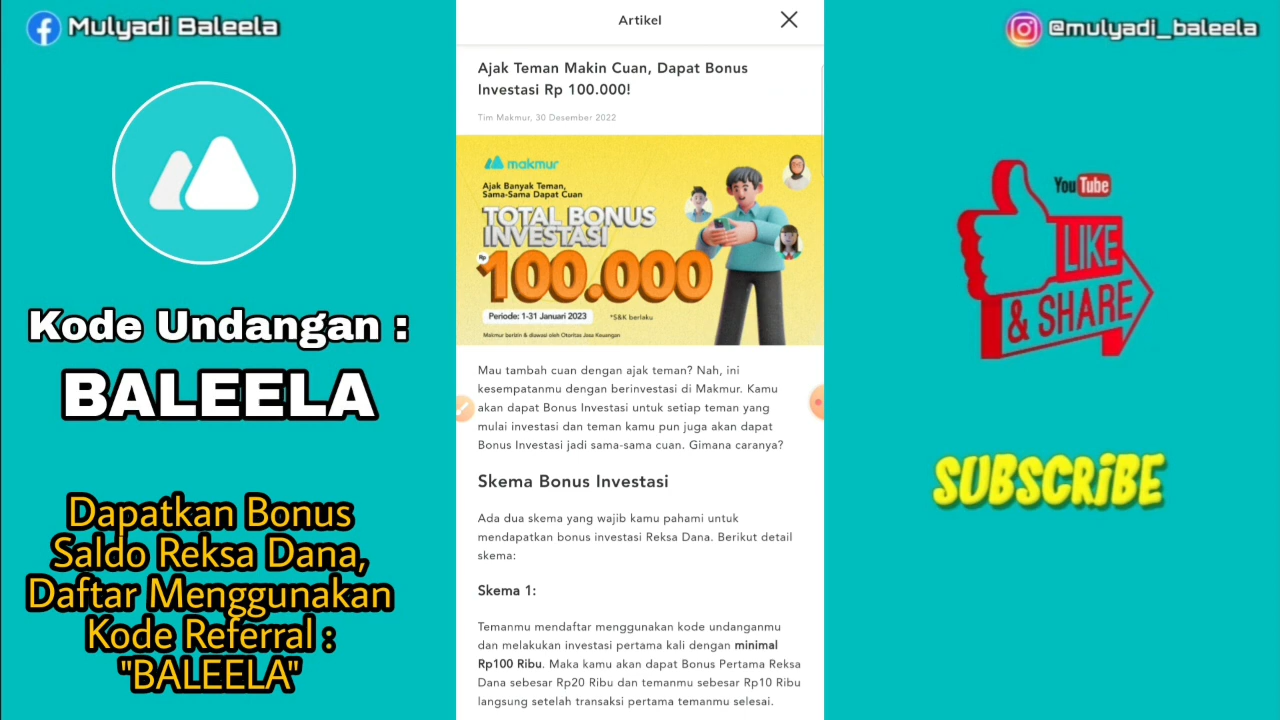 Mulyadi Baleela
Kode Undangan :
BALEELA
Dapatkan Bonus
Saldo Reksa Dana,
Daftar Menggunakan
Kode Referral :
"BALEELA"
Artikel
Ajak Teman Makin Cuan, Dapat Bonus
Investasi Rp 100.000!
Tim Makmur, 30 Desember 2022
makmur
Ajak Banyak Teman,
Sama-Sama Dapat Cuan
TOTAL BONUS
INVESTASI
Rp 100.000
Periode: 1-31 Januari 2023 *S&K berlaku
Makmur berizin & diawasi oleh Otoritas Jasa Keuangan
Mau tambah cuan dengan ajak teman? Nah, ini
kesempatanmu dengan berinvestasi di Makmur. Kamu
akan dapat Bonus Investasi untuk setiap teman yang
mulai investasi dan teman kamu pun juga akan dapat
Bonus Investasi jadi sama-sama cuan. Gimana caranya?
Skema Bonus Investasi
Ada dua skema yang wajib kamu pahami untuk
mendapatkan bonus investasi Reksa Dana. Berikut detail
skema:
Skema 1:
Temanmu mendaftar menggunakan kode undanganmu
dan melakukan investasi pertama kali dengan minimal
Rp100 Ribu. Maka kamu akan dapat Bonus Pertama Reksa
Dana sebesar Rp20 Ribu dan temanmu sebesar Rp10 Ribu
langsung setelah transaksi pertama temanmu selesai.
@mulyadi_baleela
YouTube
LIKE
& SHARE
SUBSCRiBE